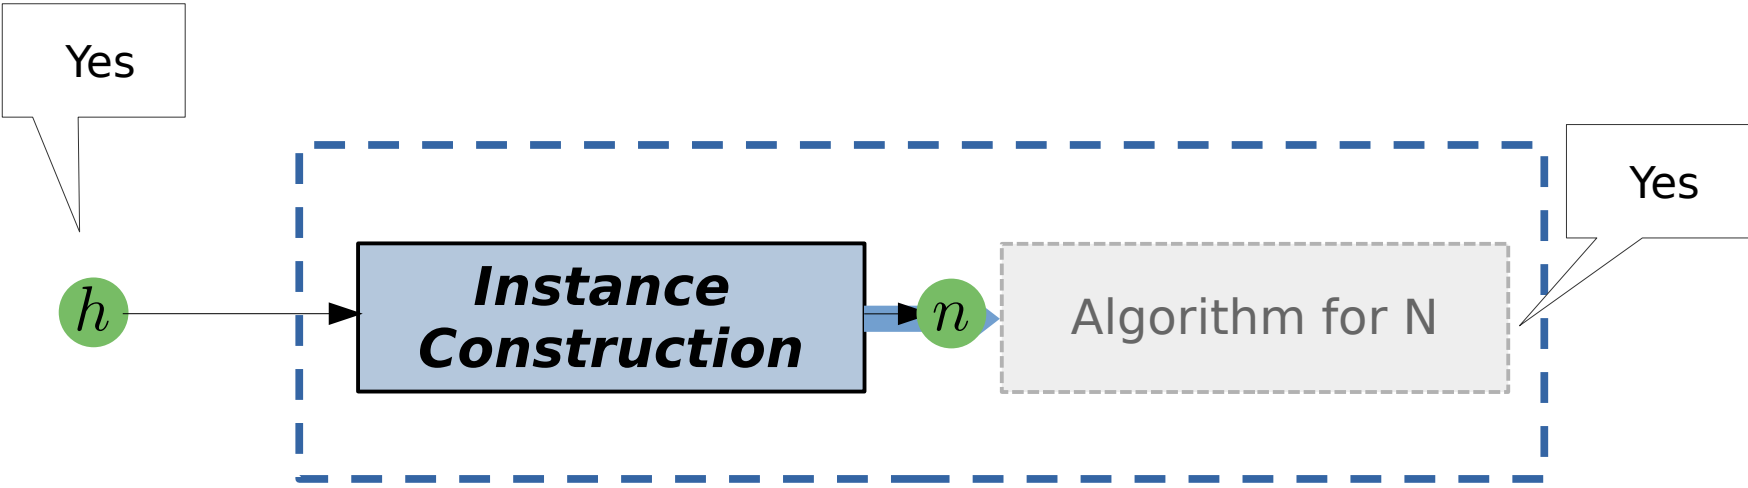 Yes
Yes
h
Instance
Construction
n
Algorithm for N